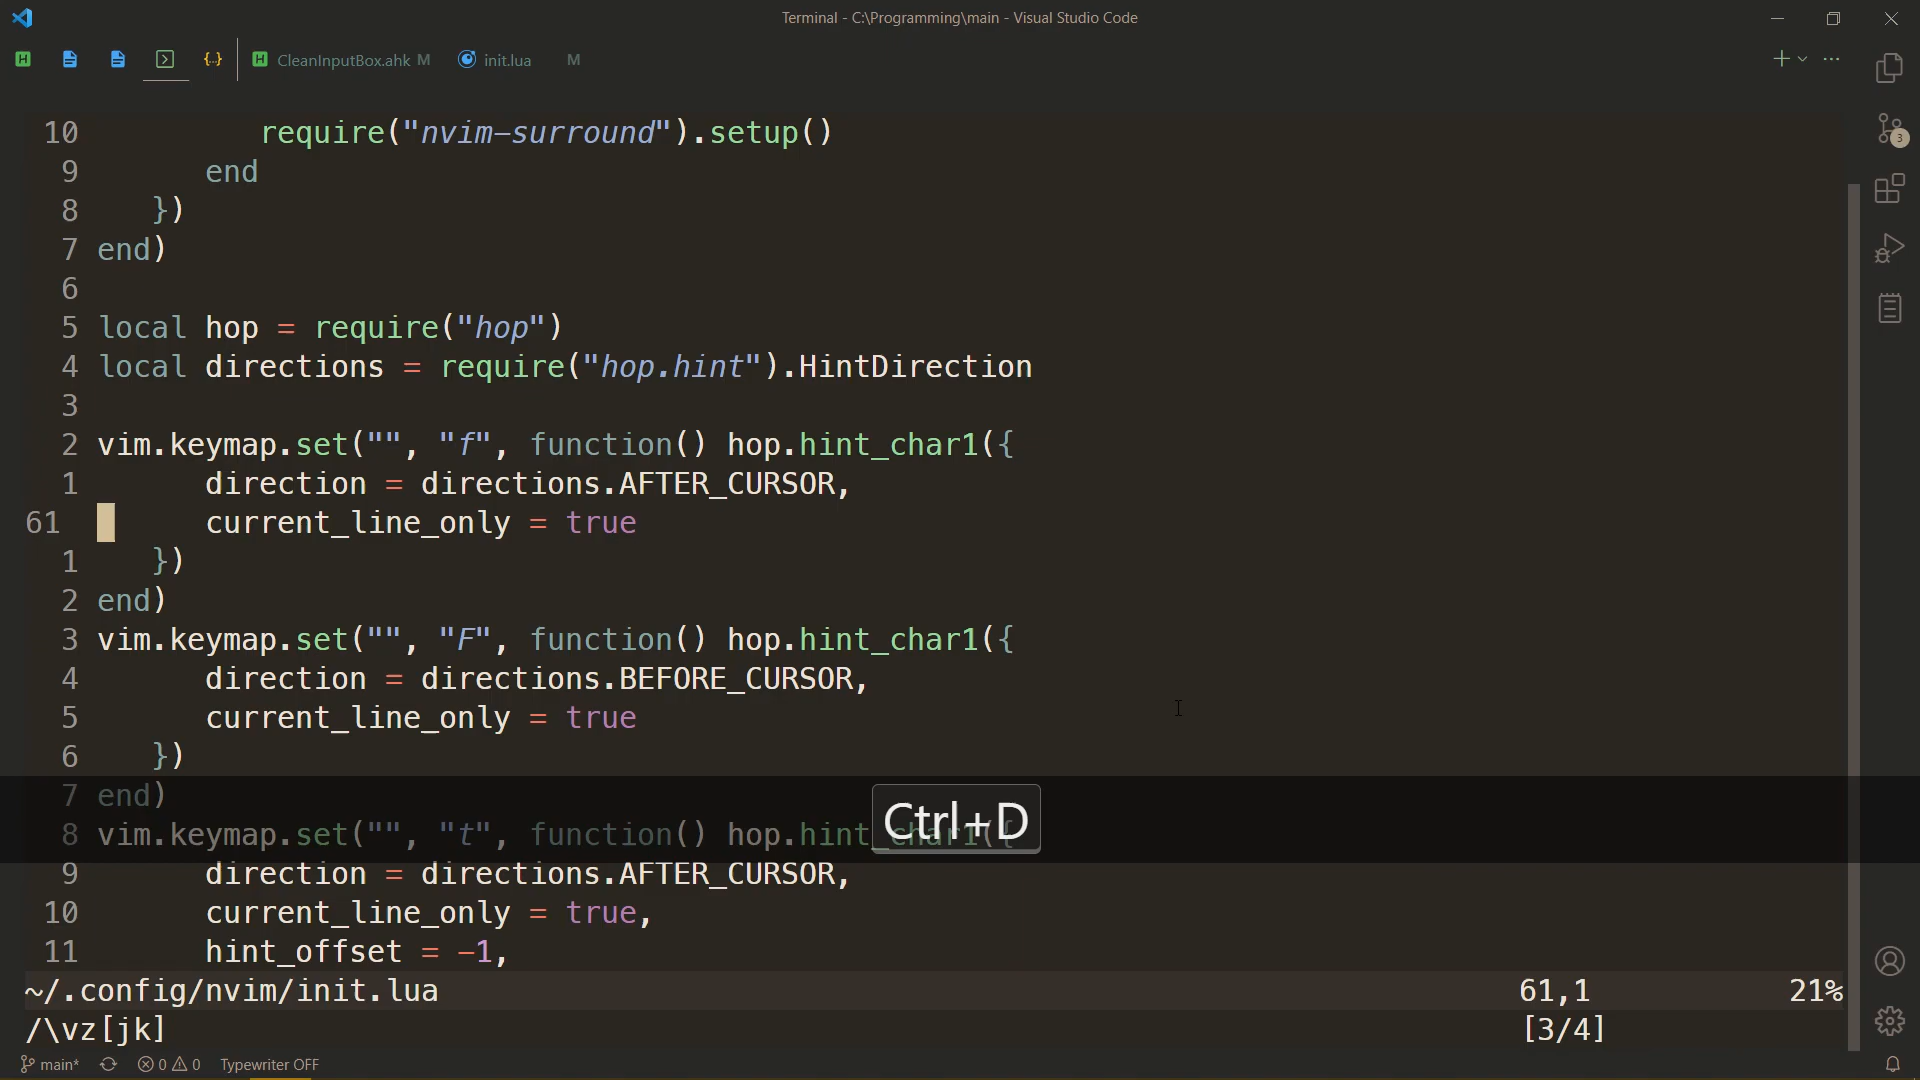 Terminal - C:\Programming\main - Visual Studio Code
CleanInputBox.ahk M
init.lua M
10 require("nvim-surround").setup()
9 end
8 })
7 end)
6
5 local hop = require("hop")
4 local directions = require("hop.hint").HintDirection
3
2 vim.keymap.set("", "f", function() hop.hint_char1({
1 direction = directions.AFTER_CURSOR,
61 current_line_only = true
1 })
2 end)
3 vim.keymap.set("", "F", function() hop.hint_char1({
4 direction = directions.BEFORE_CURSOR,
5 current_line_only = true
6 })
7 end)
8 vim.keymap.set("", "t", function() hop.hint_char1({
Ctrl+D
9 direction = directions.AFTER_CURSOR,
10 current_line_only = true,
11 hint_offset = -1,
~/.config/nvim/init.lua 61,1 21%
/\vz[jk] [3/4]
main* 0 0 Typewriter OFF
3